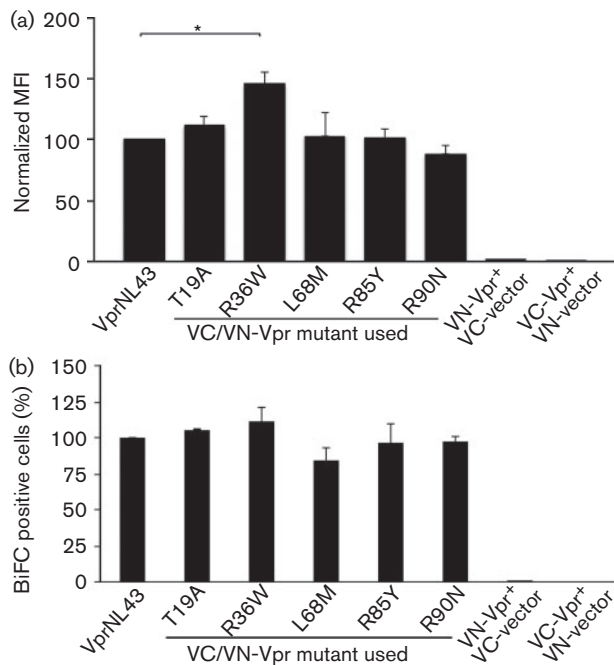 (a)
200
150
100
50
0
Normalized MFI
*
VprNL43
T19A
R36W
L68M
R85Y
R90N
VN-Vpr+
VC-vector
VC-Vpr+
VN-vector
VC/VN-Vpr mutant used
(b)
150
125
100
75
50
25
0
BiFC positive cells (%)
VprNL43
T19A
R36W
L68M
R85Y
R90N
VN-Vpr+
VC-vector
VC-Vpr+
VN-vector
VC/VN-Vpr mutant used